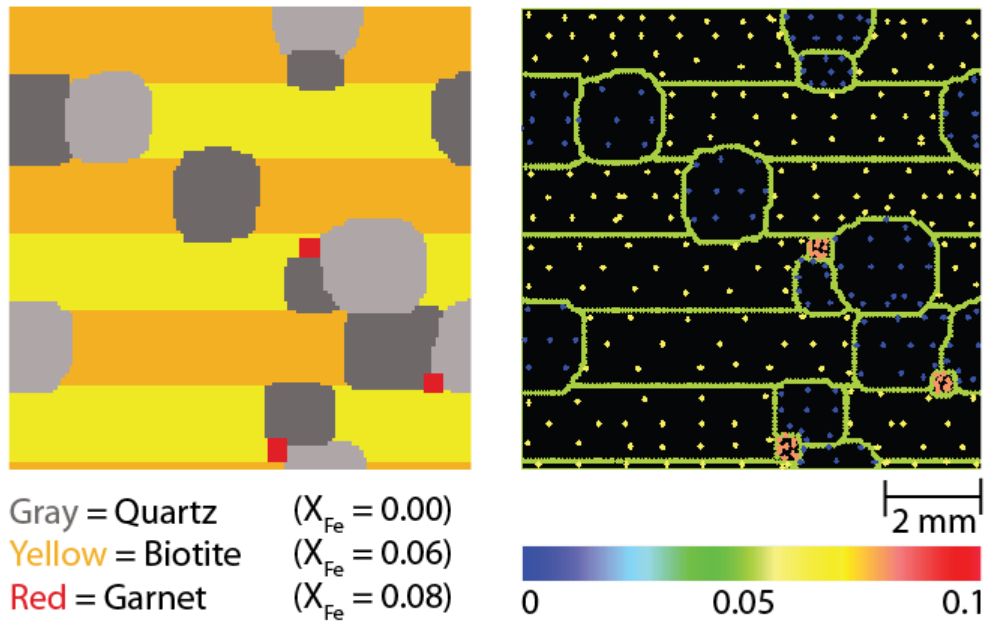 Gray = Quartz (X_Fe = 0.00)
Yellow = Biotite (X_Fe = 0.06)
Red = Garnet (X_Fe = 0.08)
2 mm
0 0.05 0.1